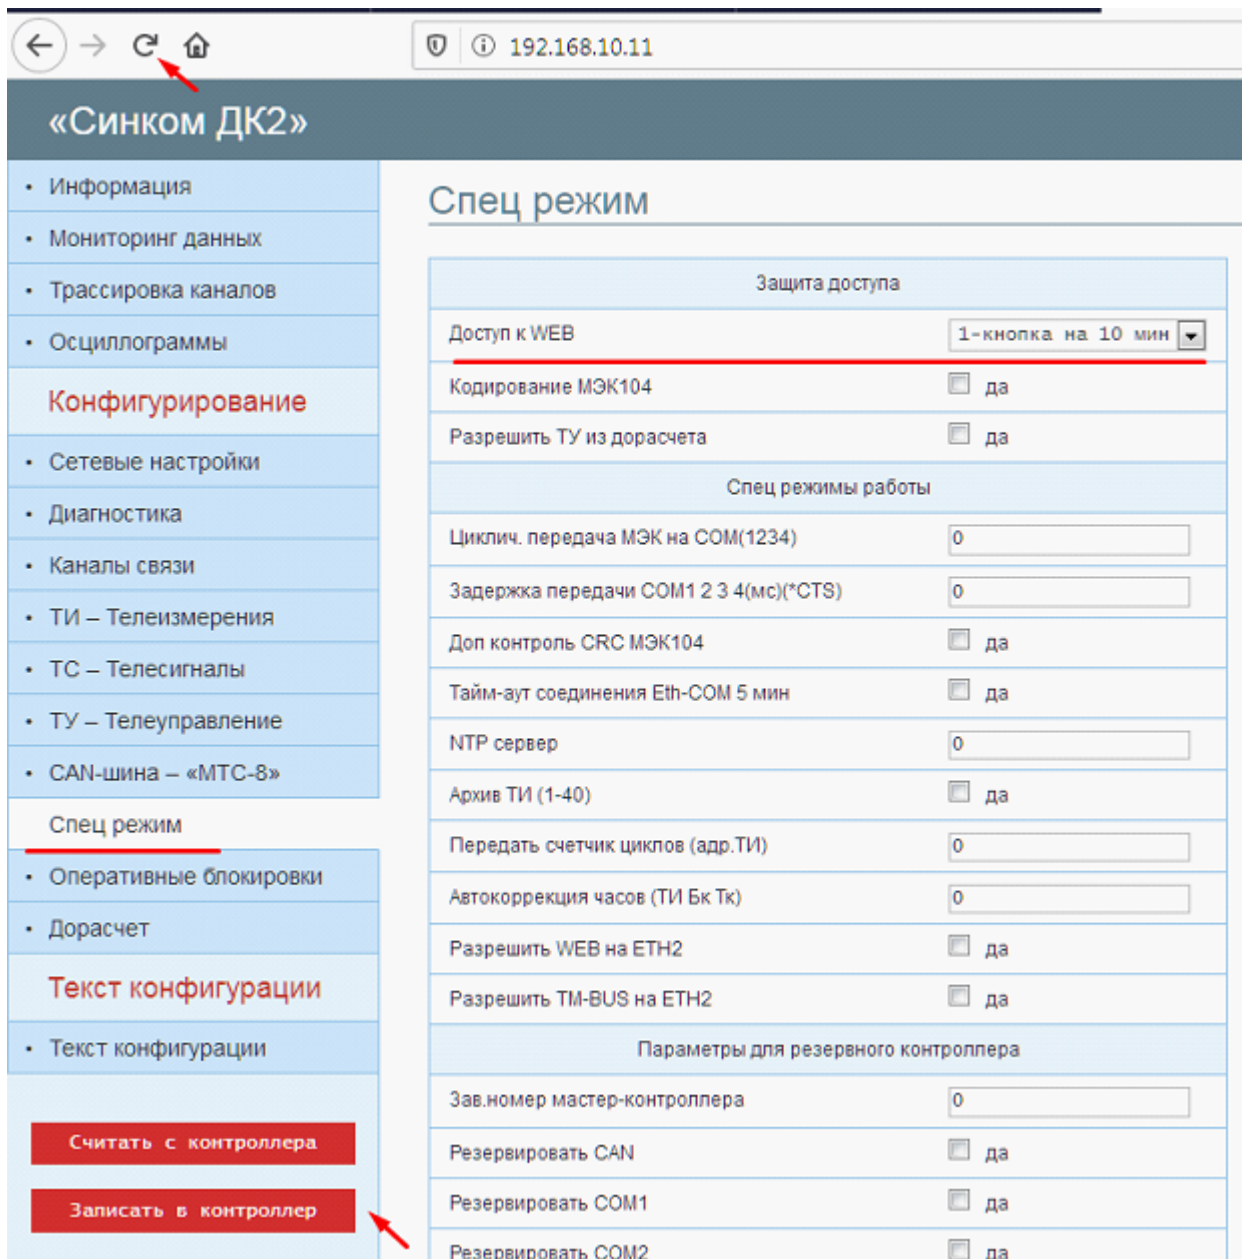 192.168.10.11
«Синком ДК2»
Информация
Мониторинг данных
Трассировка каналов
Осциллограммы
Конфигурирование
Сетевые настройки
Диагностика
Каналы связи
ТИ – Телеизмерения
ТС – Телесигналы
ТУ – Телеуправление
CAN-шина – «МТС-8»
Спец режим
Оперативные блокировки
Дорасчет
Текст конфигурации
Текст конфигурации
Считать с контроллера
Записать в контроллер
Спец режим
Защита доступа
Доступ к WEB 1-кнопка на 10 мин
Кодирование МЭК104 да
Разрешить ТУ из дорасчета да
Спец режимы работы
Циклич. передача МЭК на COM(1234) 0
Задержка передачи COM1 2 3 4(мс)(*CTS) 0
Доп контроль CRC МЭК104 да
Тайм-аут соединения Eth-COM 5 мин да
NTP сервер 0
Архив ТИ (1-40) да
Передать счетчик циклов (адр.ТИ) 0
Автокоррекция часов (ТИ Бк Тк) 0
Разрешить WEB на ETH2 да
Разрешить TM-BUS на ETH2 да
Параметры для резервного контроллера
Зав.номер мастер-контроллера 0
Резервировать CAN да
Резервировать COM1 да
Резервировать COM2 да